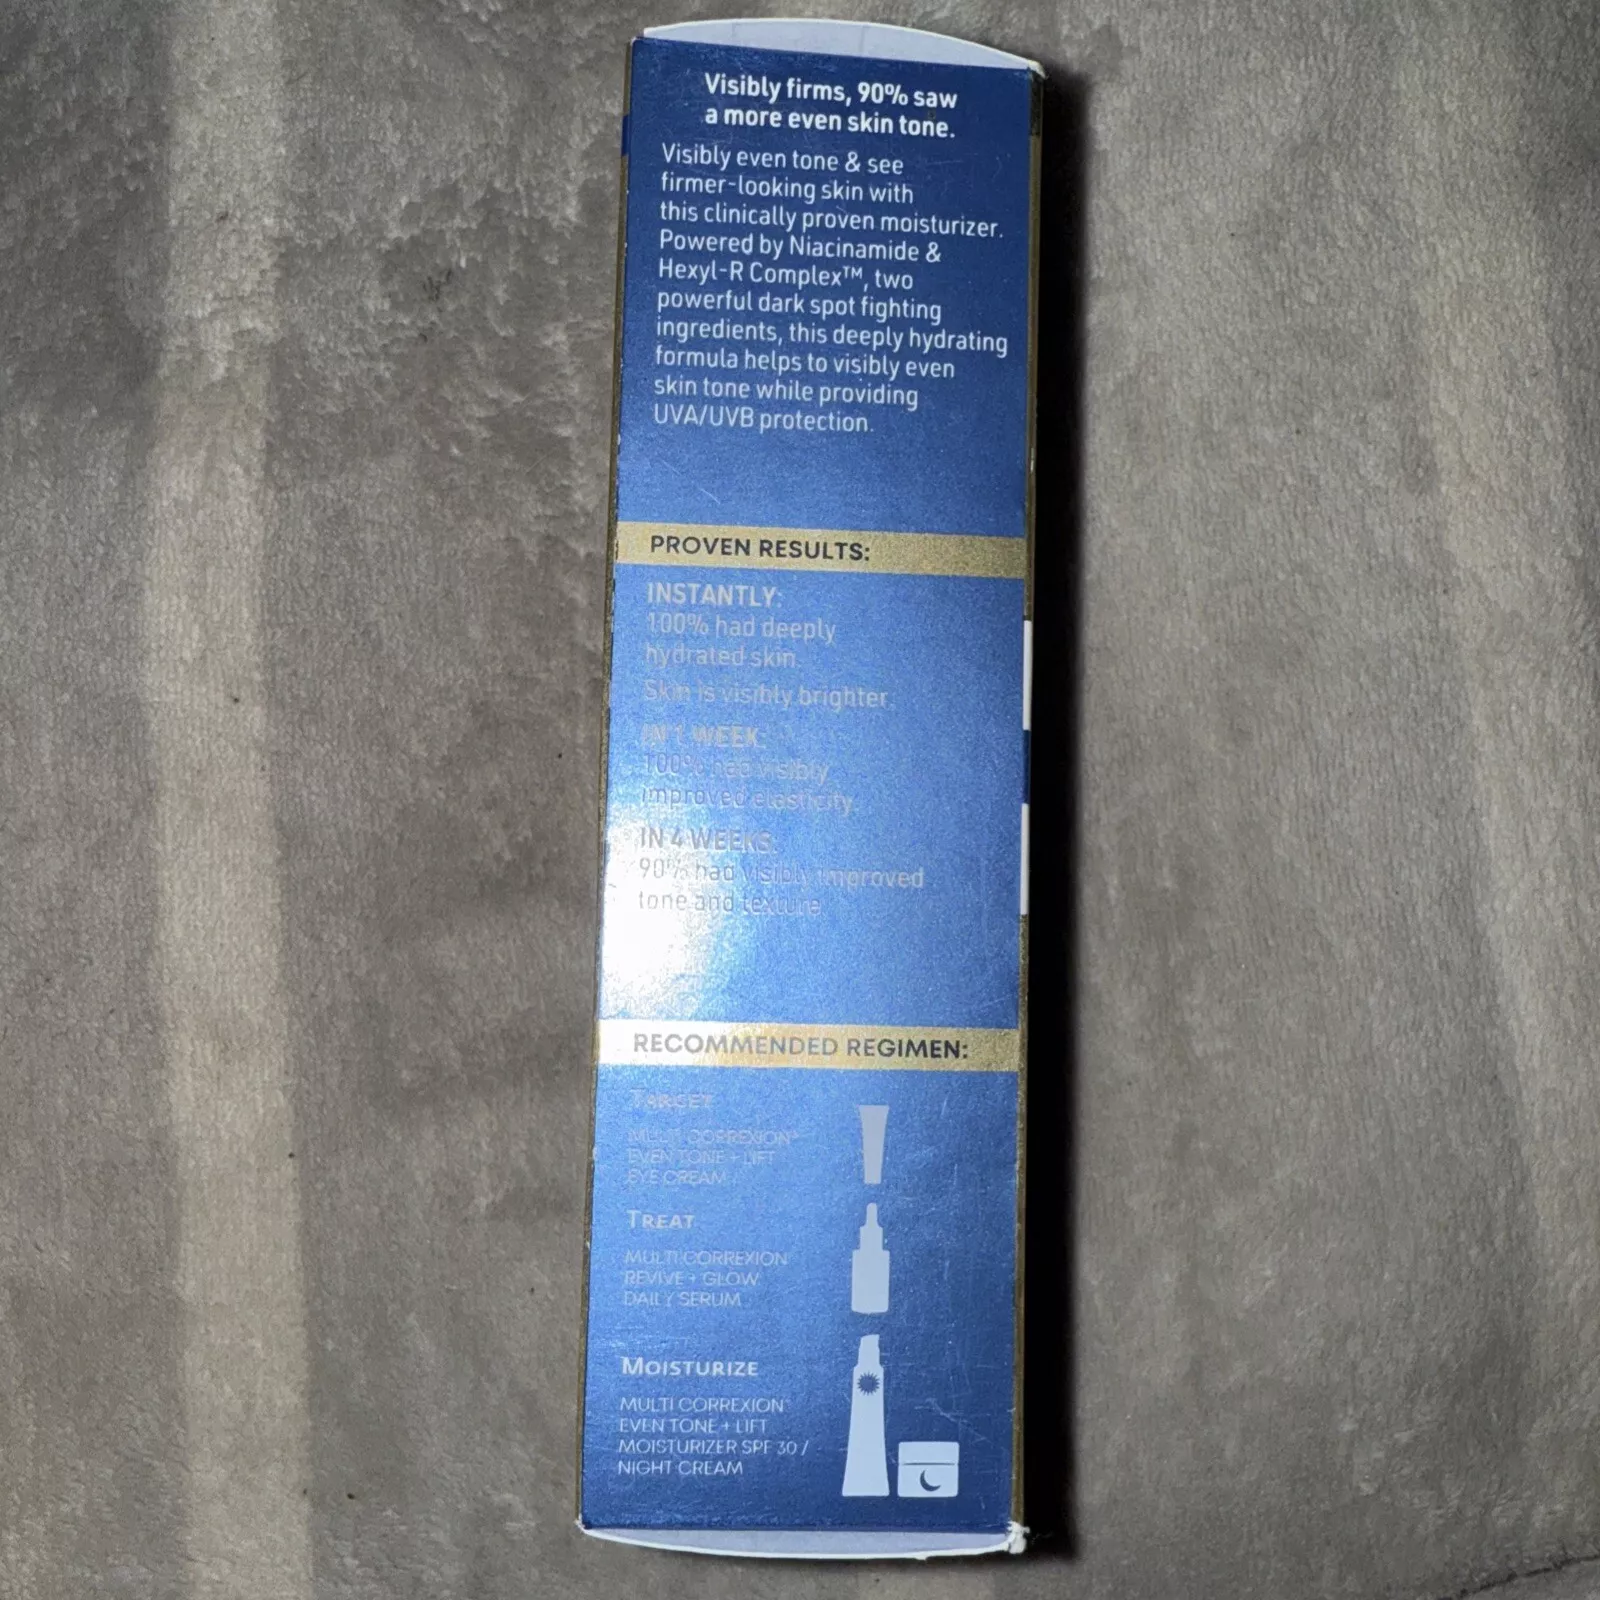 Visibly firms, 90% saw
a more even skin tone.
Visibly even tone & see
firmer-looking skin with
this clinically proven moisturizer.
Powered by Niacinamide &
Hexyl-R Complex™, two
powerful dark spot fighting
ingredients, this deeply hydrating
formula helps to visibly even
skin tone while providing
UVA/UVB protection.
PROVEN RESULTS:
INSTANTLY:
100% had deeply
hydrated skin.
Skin is visibly brighter.
IN 1 WEEK:
100% had visibly
improved elasticity.
IN 4 WEEKS:
90% had visibly improved
tone and texture.
RECOMMENDED REGIMEN:
TARGET
MULTI CORREXION®
EVEN TONE + LIFT
EYE CREAM
TREAT
MULTI CORREXION®
REVIVE + GLOW
DAILY SERUM
MOISTURIZE
MULTI CORREXION®
EVEN TONE + LIFT
MOISTURIZER SPF 30 /
NIGHT CREAM